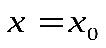 x = x₀